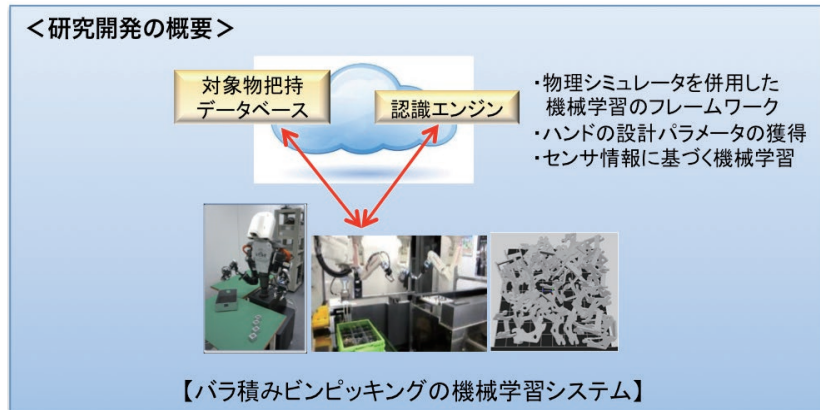 ＜研究開発の概要＞
対象物把持
データベース
認識エンジン
・物理シミュレータを併用した
機械学習のフレームワーク
・ハンドの設計パラメータの獲得
・センサ情報に基づく機械学習
【バラ積みビンピッキングの機械学習システム】